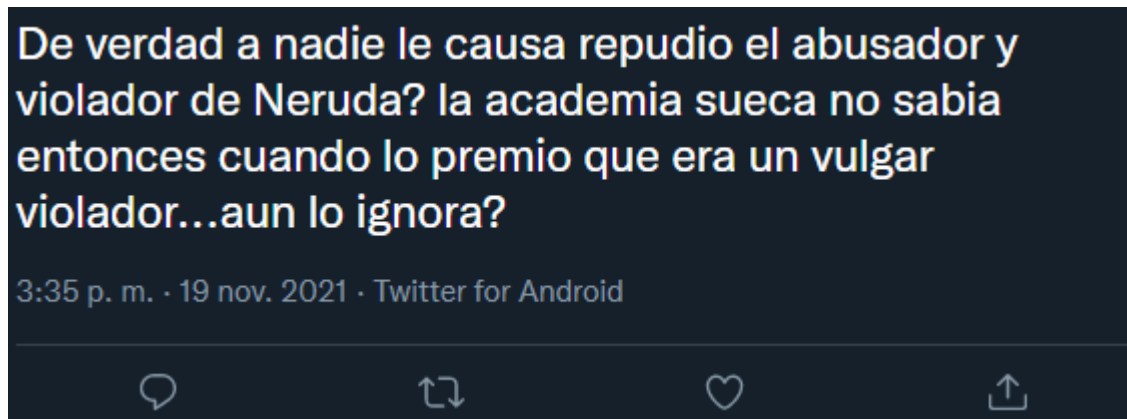 De verdad a nadie le causa repudio el abusador y
violador de Neruda? la academia sueca no sabia
entonces cuando lo premio que era un vulgar
violador...aun lo ignora?
3:35 p. m. · 19 nov. 2021 · Twitter for Android